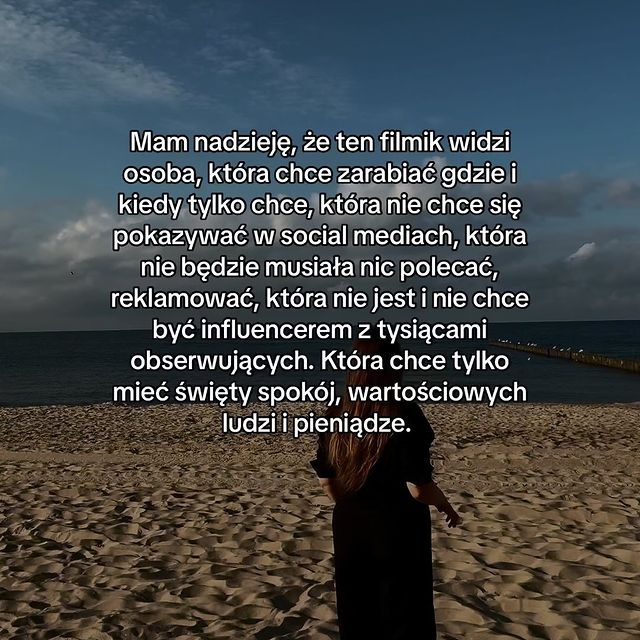 Mam nadzieję, że ten filmik widzi
osoba, która chce zarabiać gdzie i
kiedy tylko chce, która nie chce się
pokazywać w social mediach, która
nie będzie musiała nic polecać,
reklamować, która nie jest i nie chce
być influencerem z tysiącami
obserwujących. Która chce tylko
mieć święty spokój, wartościowych
ludzi i pieniądze.